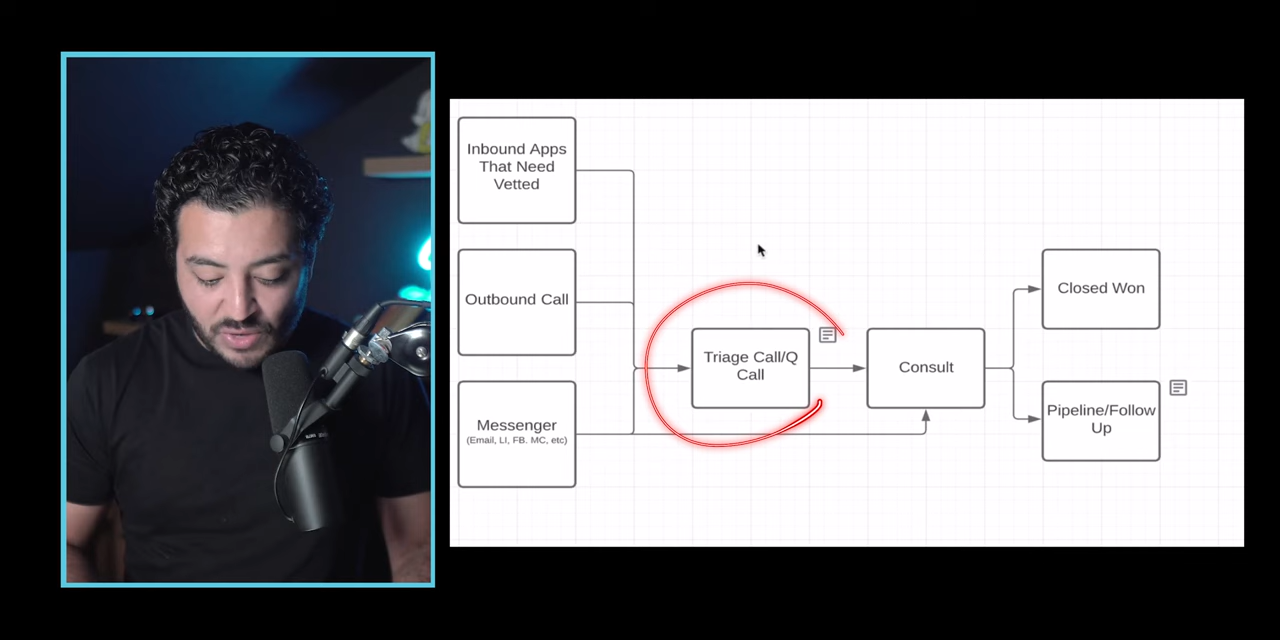 Inbound Apps
That Need
Vetted
Outbound Call
Messenger
(Email, LI, FB. MC, etc)
Triage Call/Q
Call
Consult
Closed Won
Pipeline/Follow
Up